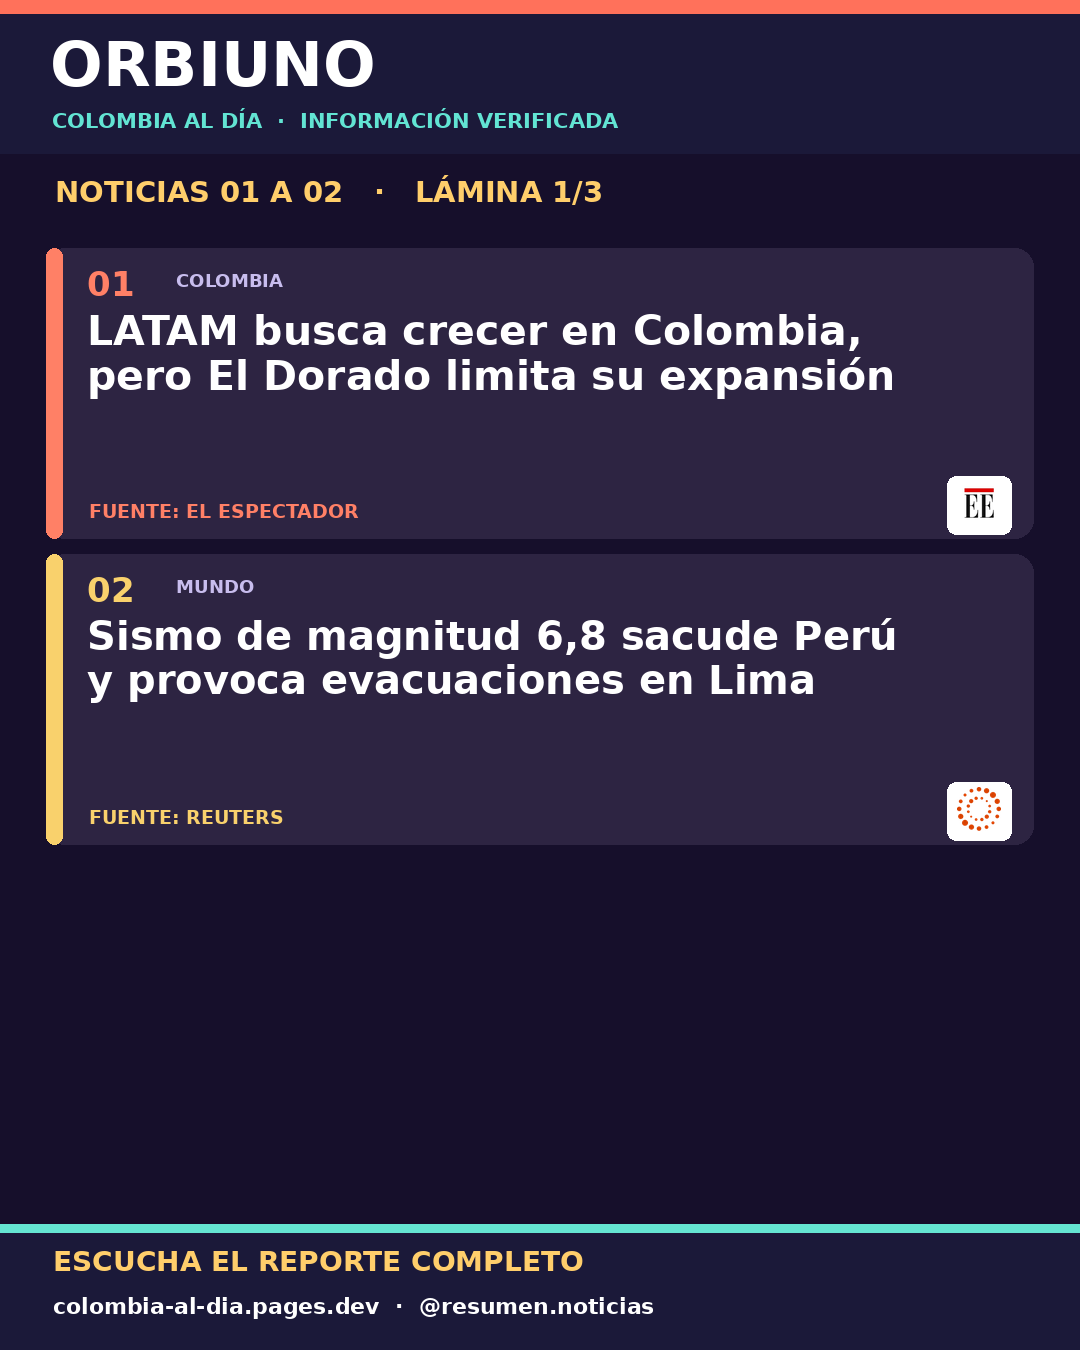 ORBIUNO
COLOMBIA AL DÍA · INFORMACIÓN VERIFICADA
NOTICIAS 01 A 02 · LÁMINA 1/3
01 COLOMBIA
LATAM busca crecer en Colombia,
pero El Dorado limita su expansión
FUENTE: EL ESPECTADOR
EE
02 MUNDO
Sismo de magnitud 6,8 sacude Perú
y provoca evacuaciones en Lima
FUENTE: REUTERS
ESCUCHA EL REPORTE COMPLETO
colombia-al-dia.pages.dev · @resumen.noticias